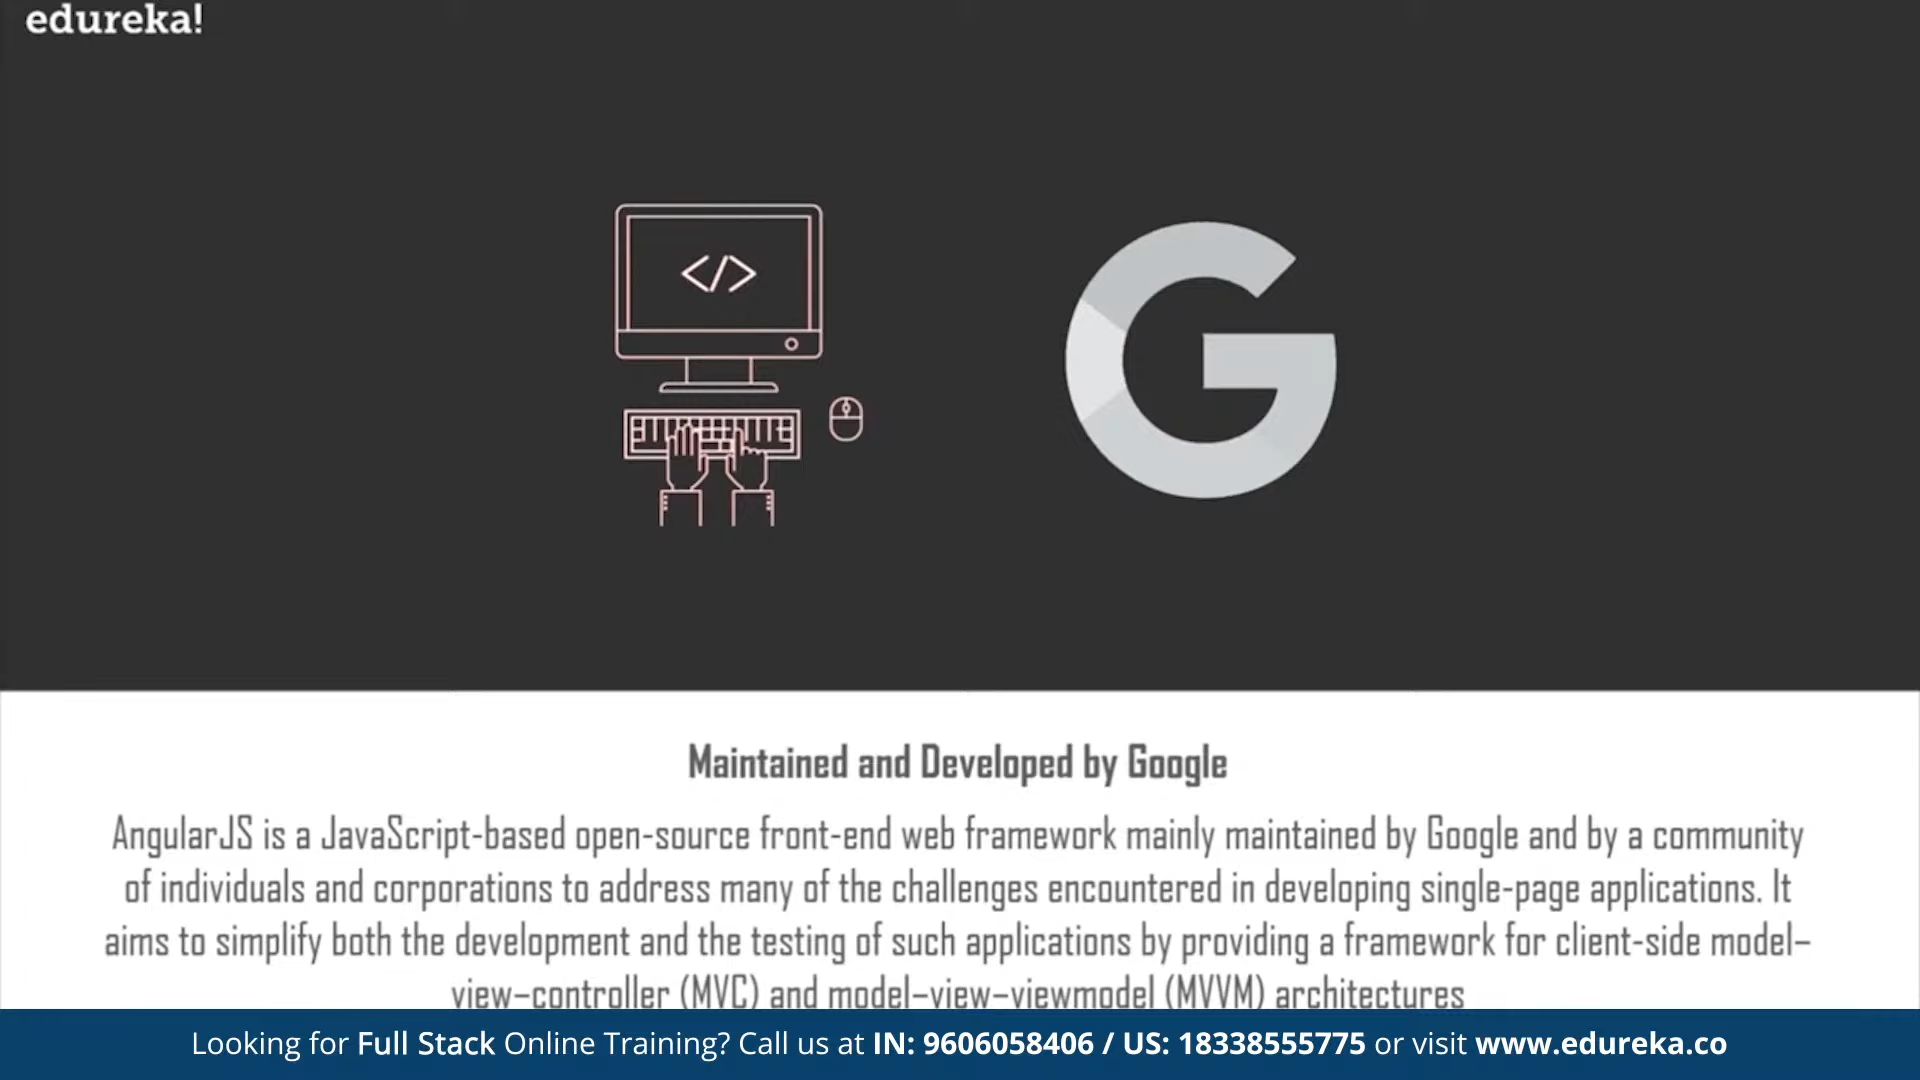 edureka!
</>
Maintained and Developed by Google
AngularJS is a JavaScript-based open-source front-end web framework mainly maintained by Google and by a community
of individuals and corporations to address many of the challenges encountered in developing single-page applications. It
aims to simplify both the development and the testing of such applications by providing a framework for client-side model–
view–controller (MVC) and model–view–viewmodel (MVVM) architectures
Looking for Full Stack Online Training? Call us at IN: 9606058406 / US: 18338555775 or visit www.edureka.co